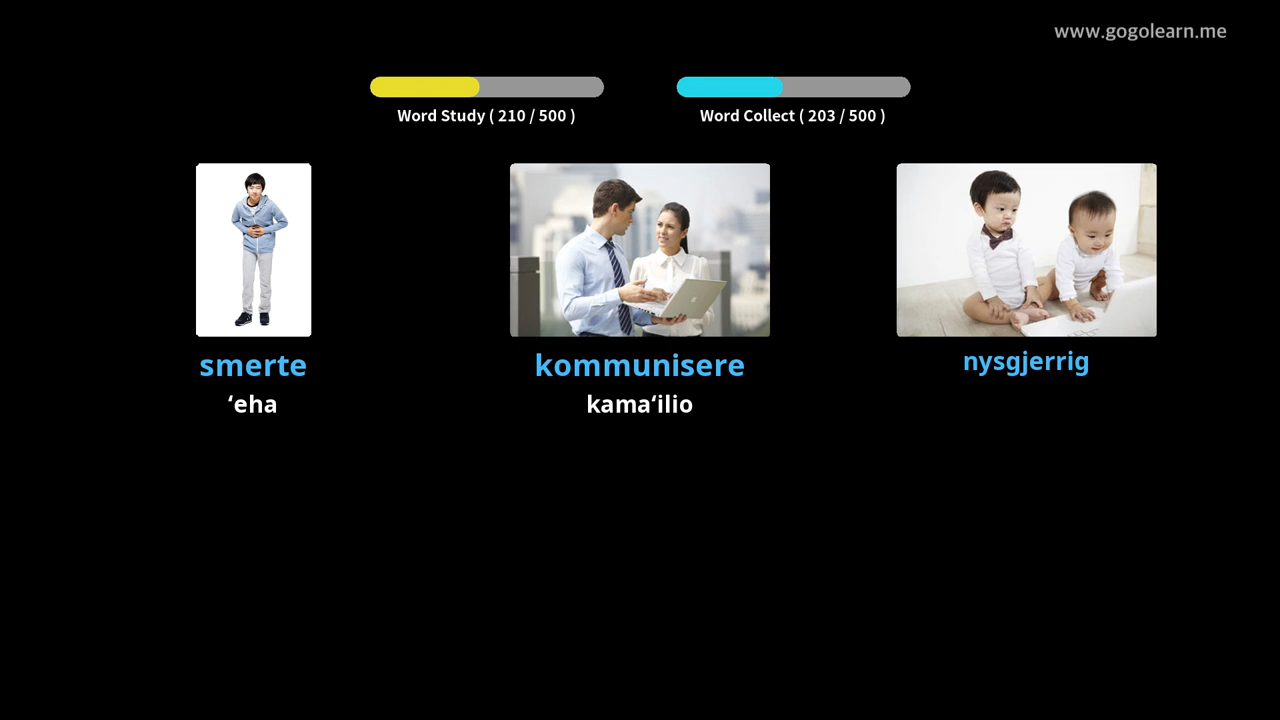 www.gogolearn.me
Word Study ( 210 / 500 )
Word Collect ( 203 / 500 )
smerte
ʻeha
kommunisere
kamaʻilio
nysgjerrig